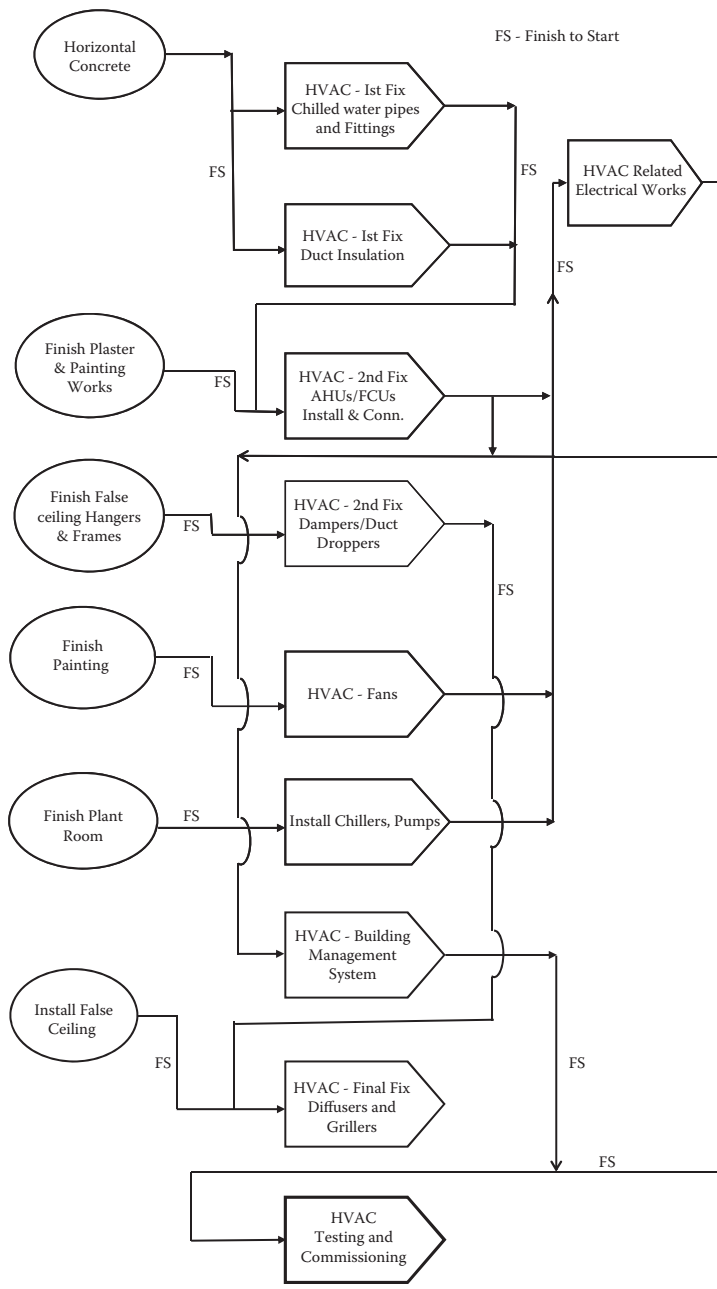 Horizontal
Concrete
FS - Finish to Start
HVAC - Ist Fix
Chilled water pipes
and Fittings
FS
FS
HVAC Related
Electrical Works
HVAC - Ist Fix
Duct Insulation
FS
Finish Plaster
& Painting
Works
FS
HVAC - 2nd Fix
AHUs/FCUs
Install & Conn.
Finish False
ceiling Hangers
& Frames
FS
HVAC - 2nd Fix
Dampers/Duct
Droppers
FS
Finish
Painting
FS
HVAC - Fans
Finish Plant
Room
FS
Install Chillers, Pumps
HVAC - Building
Management
System
Install False
Ceiling
FS
FS
HVAC - Final Fix
Diffusers and
Grillers
FS
HVAC
Testing and
Commissioning